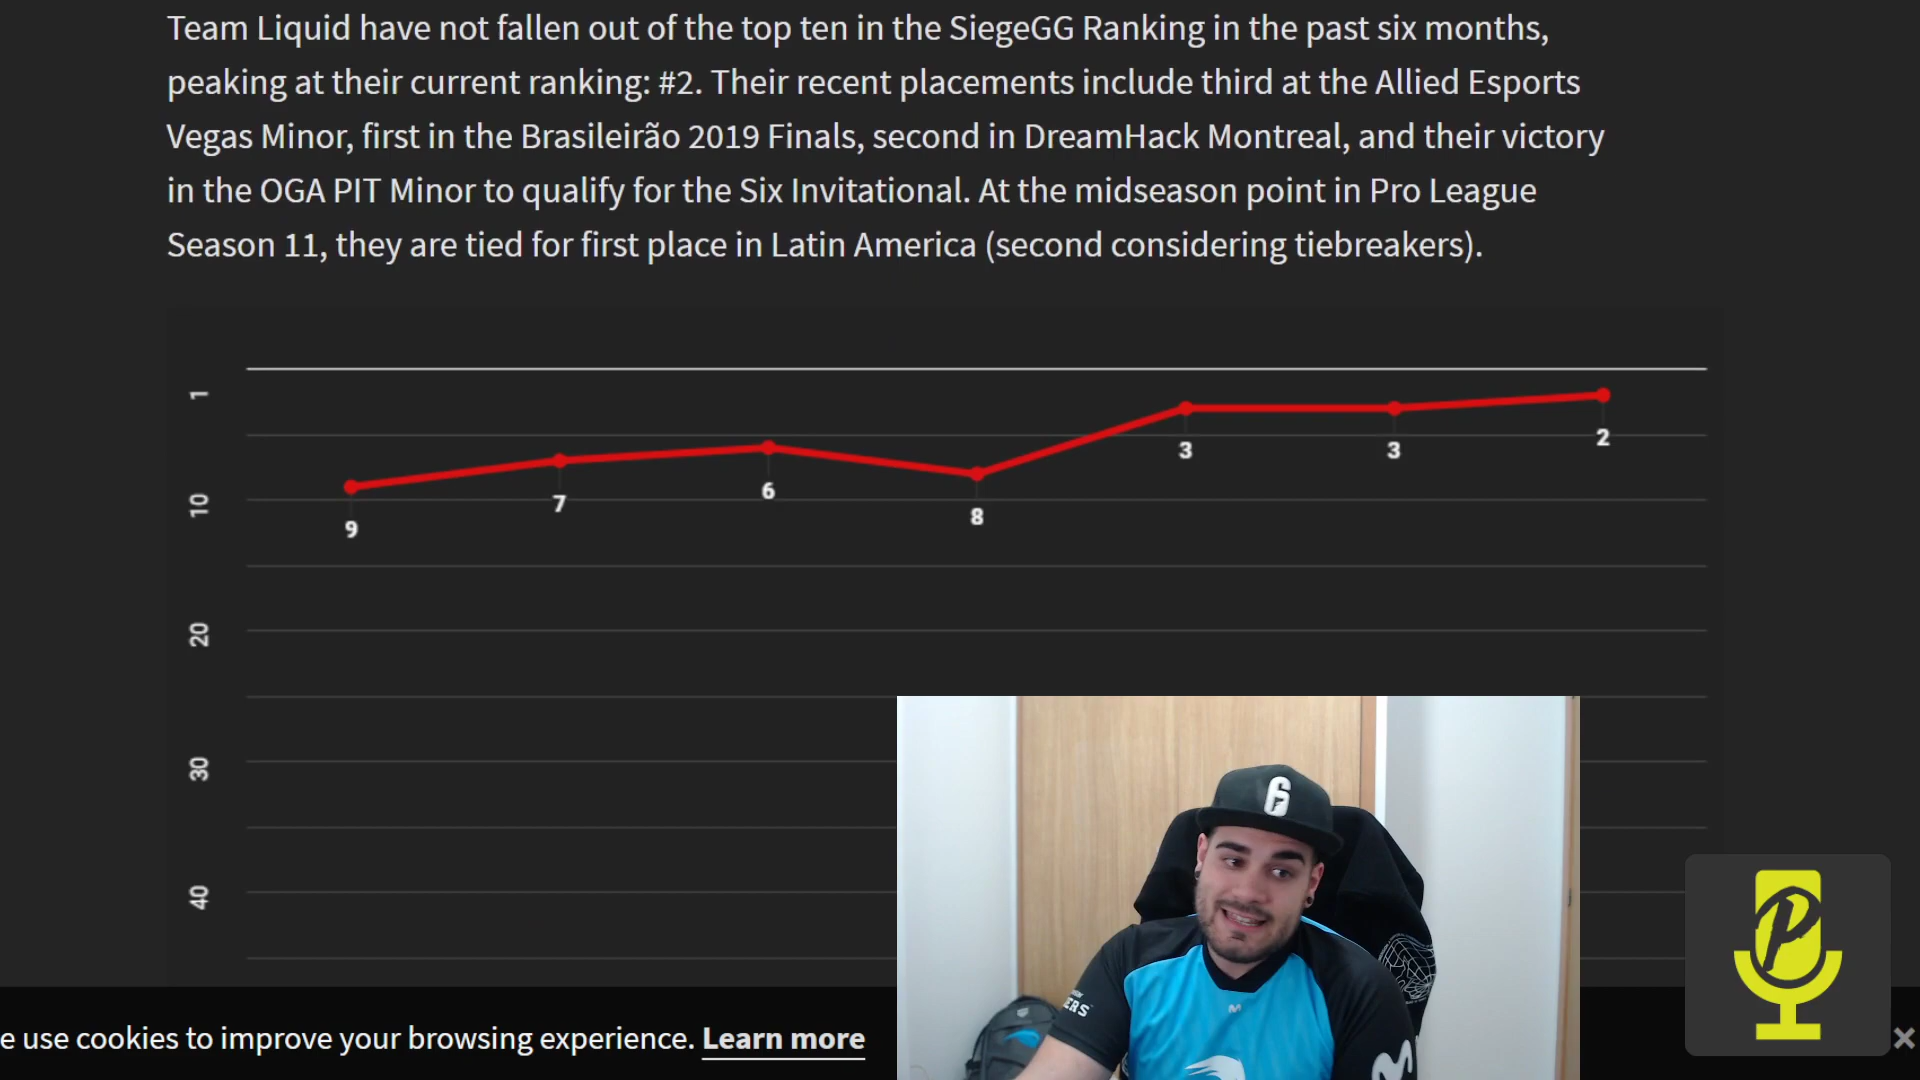 Team Liquid have not fallen out of the top ten in the SiegeGG Ranking in the past six months,
peaking at their current ranking: #2. Their recent placements include third at the Allied Esports
Vegas Minor, first in the Brasileirão 2019 Finals, second in DreamHack Montreal, and their victory
in the OGA PIT Minor to qualify for the Six Invitational. At the midseason point in Pro League
Season 11, they are tied for first place in Latin America (second considering tiebreakers).
1
10
20
30
40
9
7
6
8
3
3
2
6
ERS
P
e use cookies to improve your browsing experience. Learn more
×